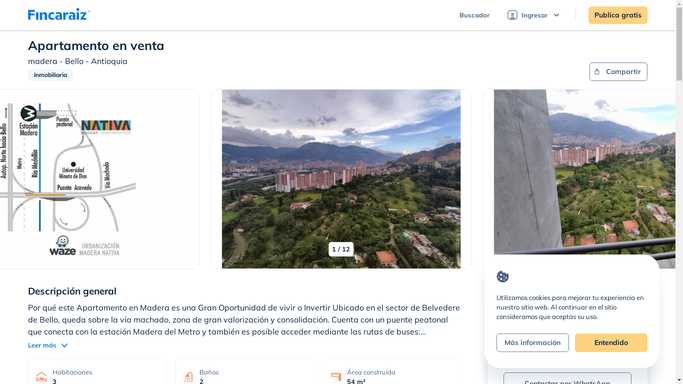 Fincaraiz
Buscador
Ingresar
Publica gratis
Apartamento en venta
madera - Bello - Antioquia
Inmobiliaria
Compartir
Puente
peatonal
Estación
Madera
NATIVA
Autop. Norte hacia Bello
Metro
Río Medellín
Universidad
Minuto de Dios
Vía Machado
Puente Acevedo
waze
URBANIZACIÓN
MADERA NATIVA
1 / 12
Descripción general
Por qué este Apartamento en Madera es una Gran Oportunidad de vivir o Invertir Ubicado en el sector de Belvedere
de Bello, queda sobre la vía machado, zona de gran valorización y consolidación. Cuenta con un puente peatonal
que conecta con la estación Madera del Metro y también es posible acceder mediante las rutas de buses:...
Leer más
Habitaciones
3
Baños
2
Área construida
54 m²
Utilizamos cookies para mejorar tu experiencia en
nuestro sitio web. Al continuar en el sitio
consideramos que aceptas su uso.
Más información
Entendido
Contactar por WhatsApp